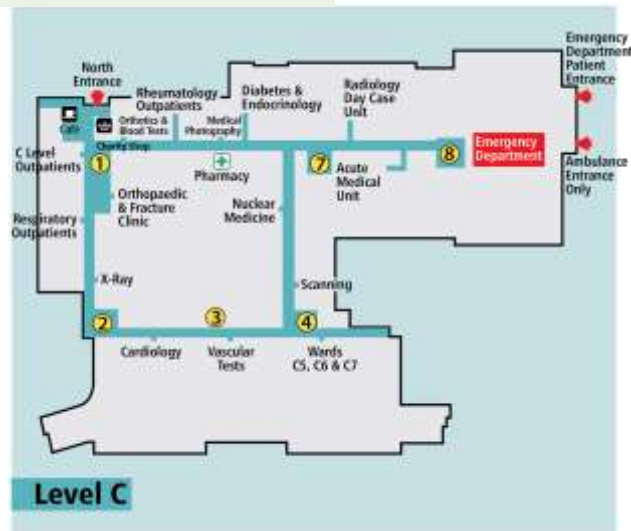 Emergency
Department
Patient
Entrance
North
Entrance
Rheumatology
Outpatients
Diabetes &
Endocrinology
Radiology
Day Case
Unit
Cafe
Orthotics &
Blood Tests
Medical
Photography
Charity Shop
C Level
Outpatients
1
Pharmacy
7
Acute
Medical
Unit
8
Emergency
Department
Ambulance
Entrance
Only
Orthopaedic
& Fracture
Clinic
Nuclear
Medicine
Respiratory
Outpatients
X-Ray
Scanning
2
3
4
Cardiology
Vascular
Tests
Wards
C5, C6 & C7
Level C